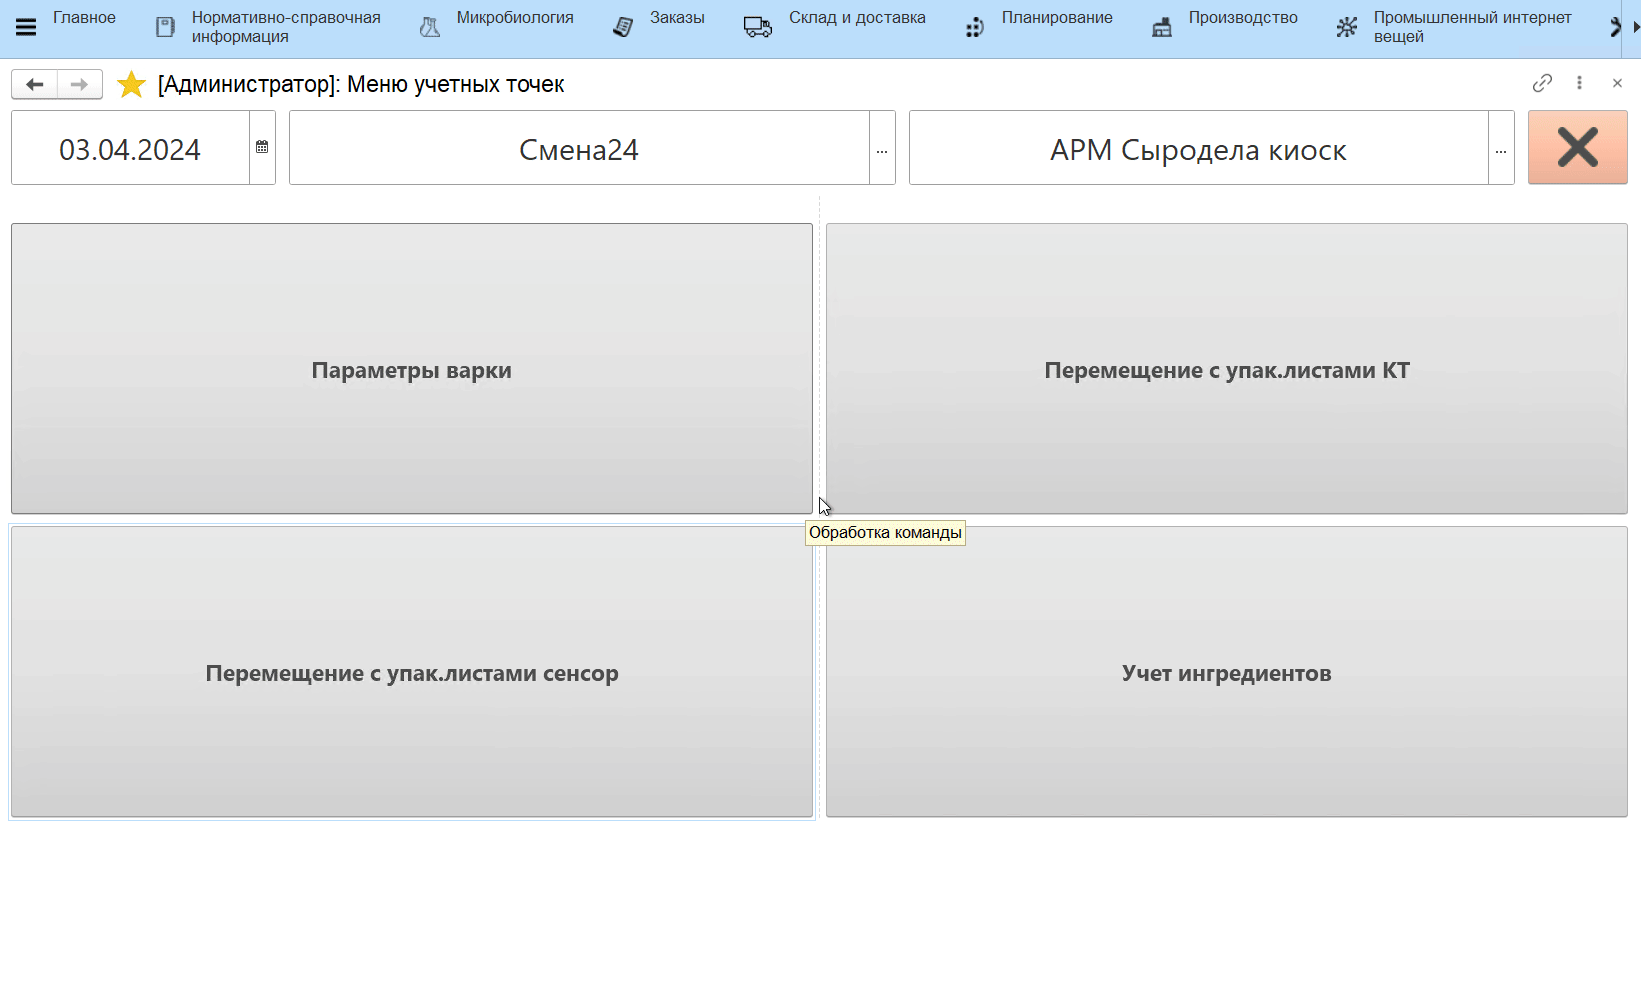 Главное
Нормативно-справочная
информация
Микробиология
Заказы
Склад и доставка
Планирование
Производство
Промышленный интернет
вещей
[Администратор]: Меню учетных точек
03.04.2024
Смена24
...
АРМ Сыродела киоск
...
Параметры варки
Перемещение с упак.листами КТ
Обработка команды
Перемещение с упак.листами сенсор
Учет ингредиентов